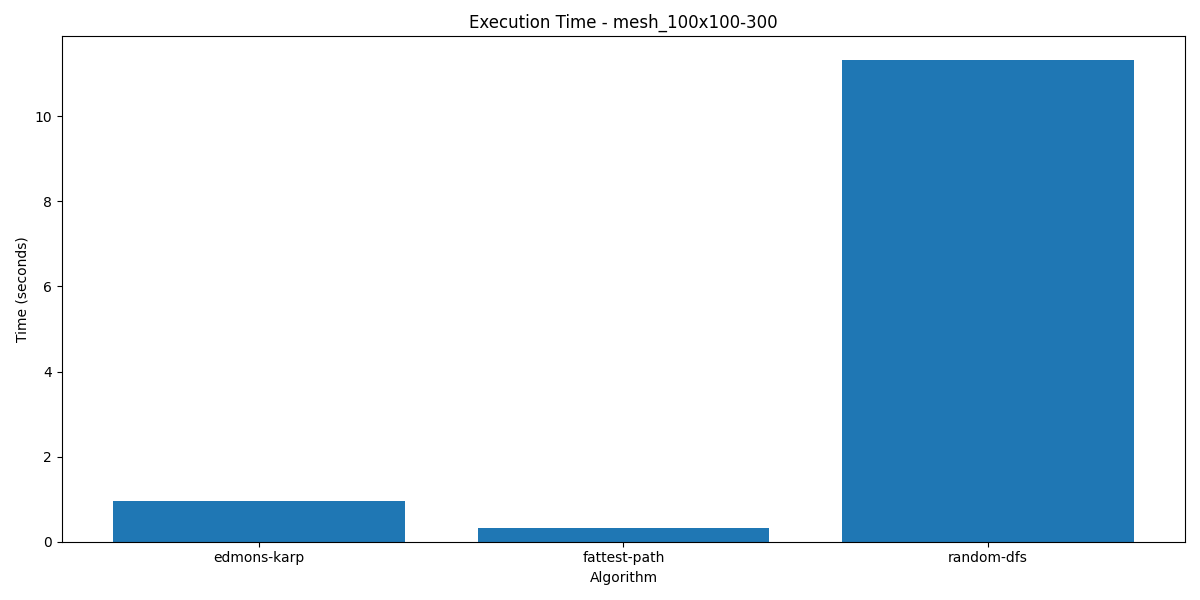 Execution Time - mesh_100x100-300
Time (seconds)
10
8
6
4
2
0
edmons-karp
fattest-path
random-dfs
Algorithm